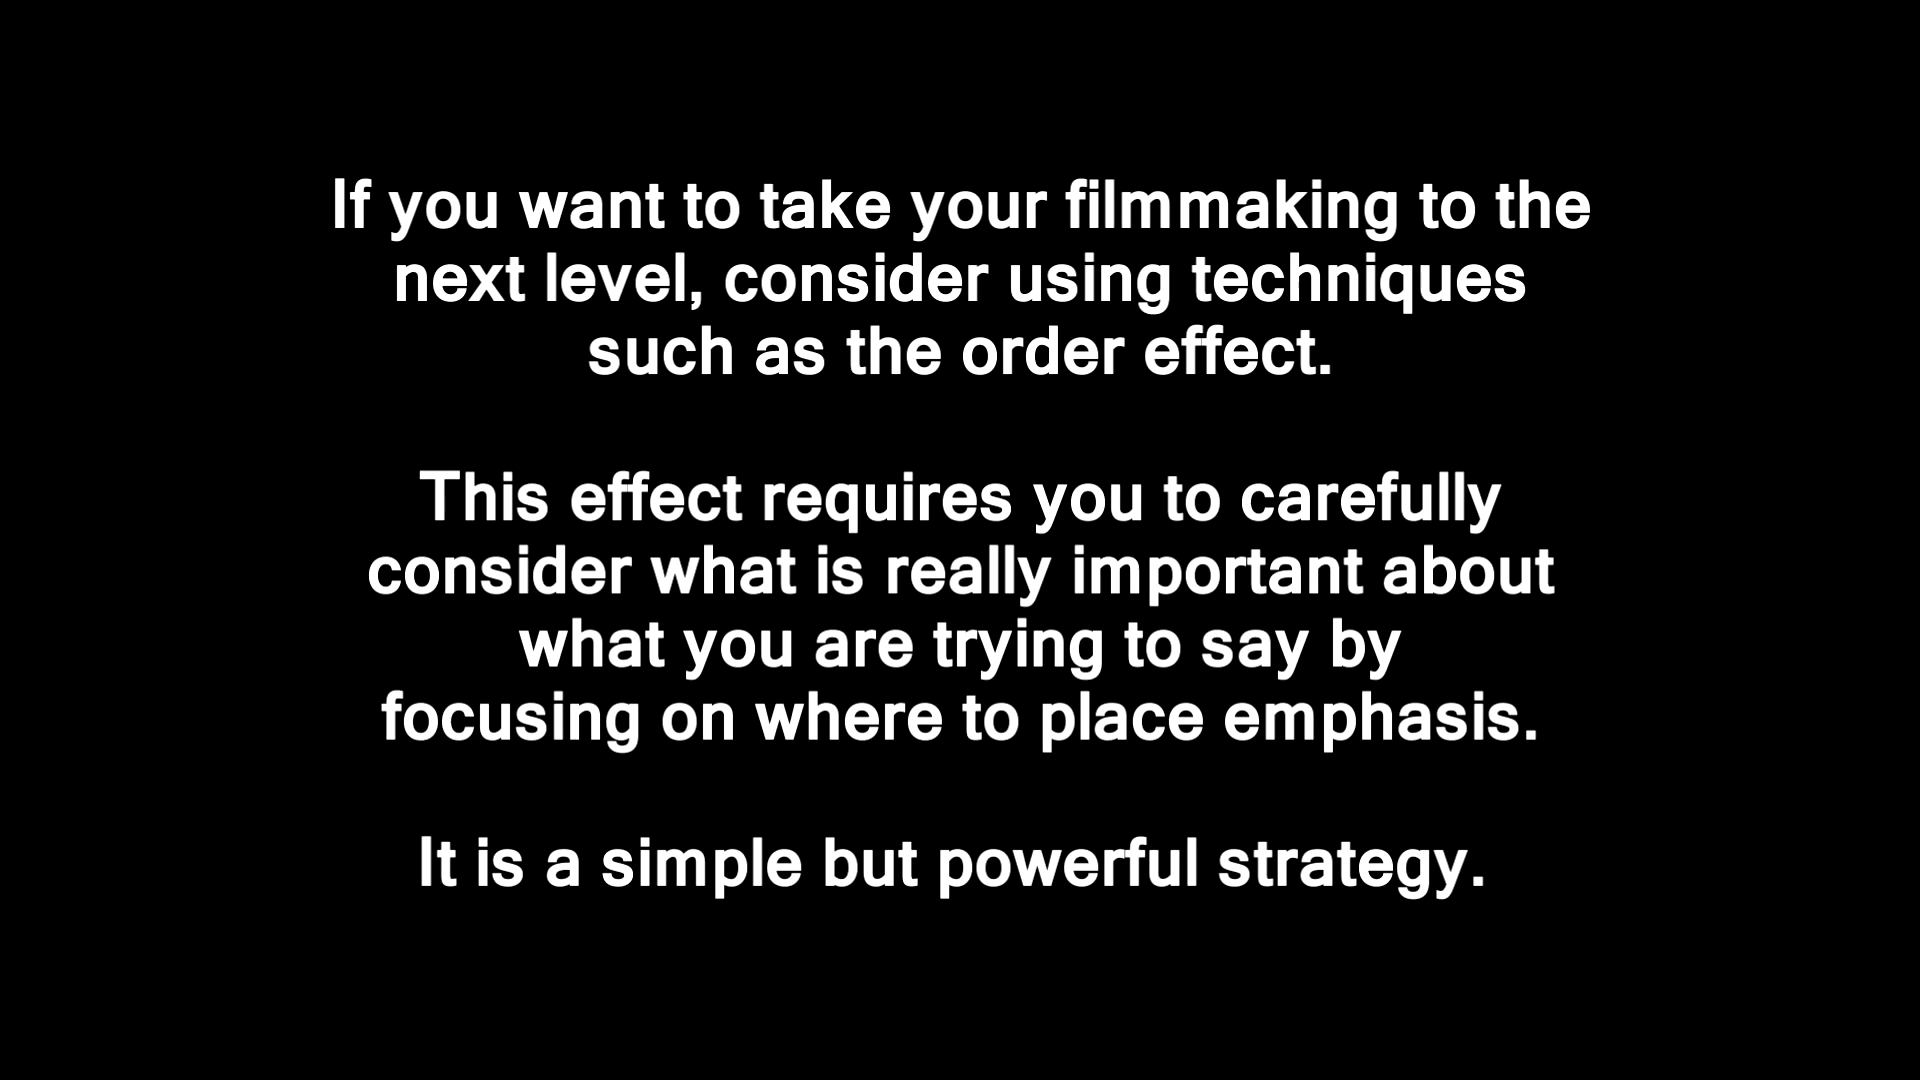 If you want to take your filmmaking to the
next level, consider using techniques
such as the order effect.
This effect requires you to carefully
consider what is really important about
what you are trying to say by
focusing on where to place emphasis.
It is a simple but powerful strategy.